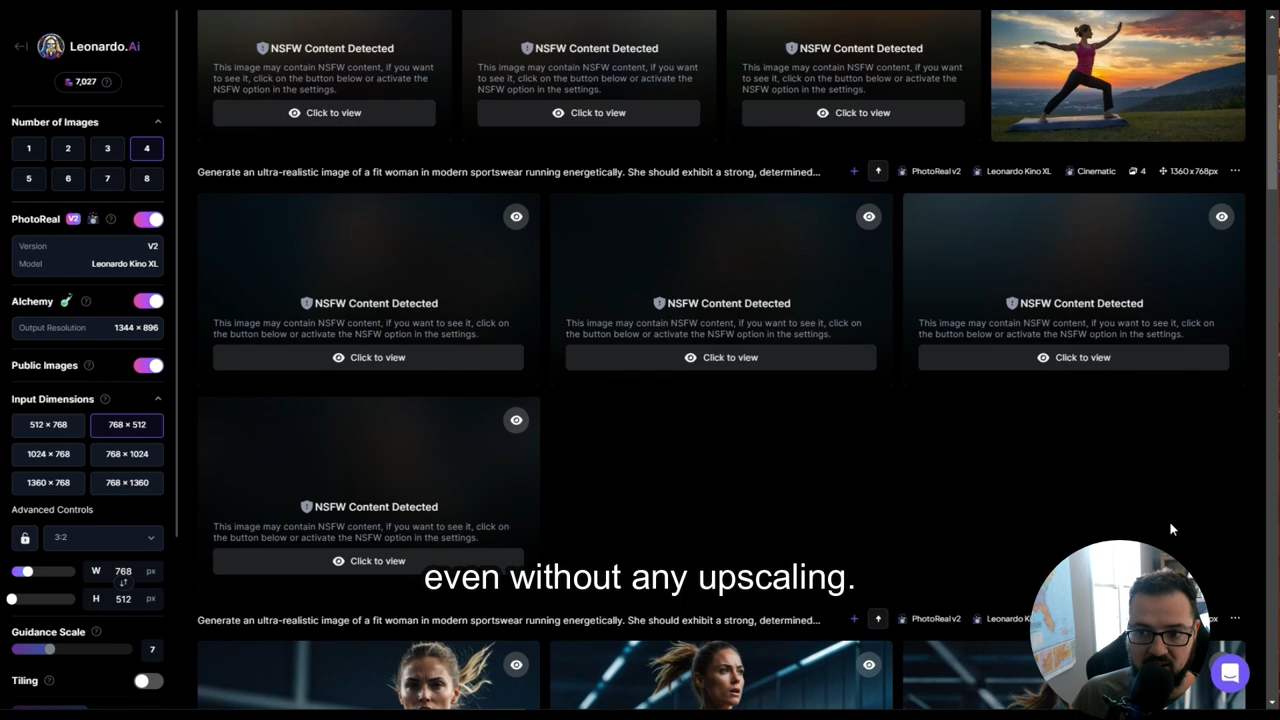 Leonardo.Ai
7,027
Number of Images
1 2 3 4
5 6 7 8
PhotoReal V2
Version V2
Model Leonardo Kino XL
Alchemy
Output Resolution 1344 × 896
Public Images
Input Dimensions
512 × 768 768 × 512
1024 × 768 768 × 1024
1360 × 768 768 × 1360
Advanced Controls
3:2
W 768 px
H 512 px
Guidance Scale
7
Tiling
NSFW Content Detected
This image may contain NSFW content, if you want
to see it, click on the button below or activate the
NSFW option in the settings.
Click to view
NSFW Content Detected
This image may contain NSFW content, if you want
to see it, click on the button below or activate the
NSFW option in the settings.
Click to view
NSFW Content Detected
This image may contain NSFW content, if you want
to see it, click on the button below or activate the
NSFW option in the settings.
Click to view
Generate an ultra-realistic image of a fit woman in modern sportswear running energetically. She should exhibit a strong, determined... PhotoReal v2 Leonardo Kino XL Cinematic 4 1360 x 768px
NSFW Content Detected
This image may contain NSFW content, if you want to see it, click on
the button below or activate the NSFW option in the settings.
Click to view
NSFW Content Detected
This image may contain NSFW content, if you want to see it, click on
the button below or activate the NSFW option in the settings.
Click to view
NSFW Content Detected
This image may contain NSFW content, if you want to see it, click on
the button below or activate the NSFW option in the settings.
Click to view
NSFW Content Detected
This image may contain NSFW content, if you want to see it, click on
the button below or activate the NSFW option in the settings.
Click to view
even without any upscaling.
Generate an ultra-realistic image of a fit woman in modern sportswear running energetically. She should exhibit a strong, determined... PhotoReal v2 Leonardo Ki px